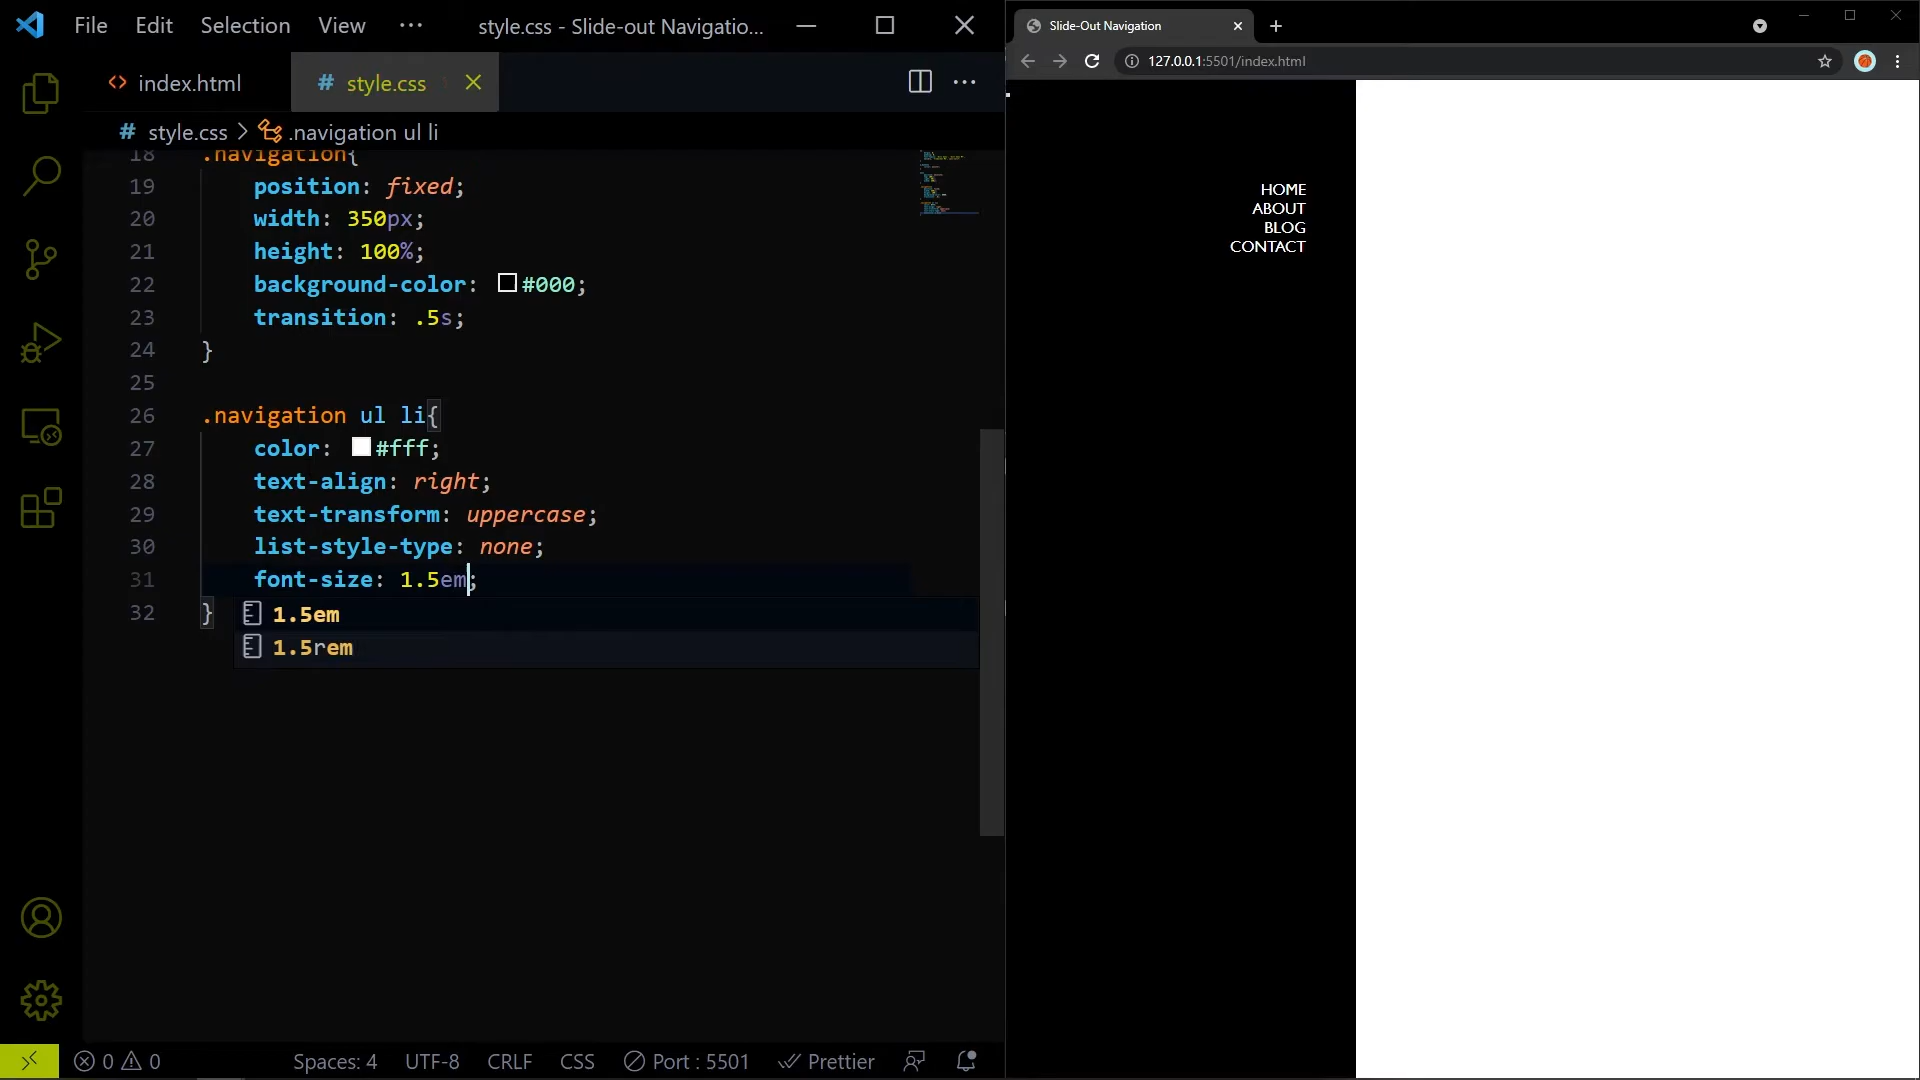 File Edit Selection View ··· style.css - Slide-out Navigatio...
index.html # style.css
# style.css > .navigation ul li
18 .navigation{
19 position: fixed;
20 width: 350px;
21 height: 100%;
22 background-color: #000;
23 transition: .5s;
24 }
25
26 .navigation ul li{
27 color: #fff;
28 text-align: right;
29 text-transform: uppercase;
30 list-style-type: none;
31 font-size: 1.5em;
32 }
1.5em
1.5rem
0 0 Spaces: 4 UTF-8 CRLF CSS Port : 5501 Prettier
Slide-Out Navigation
127.0.0.1:5501/index.html
HOME
ABOUT
BLOG
CONTACT